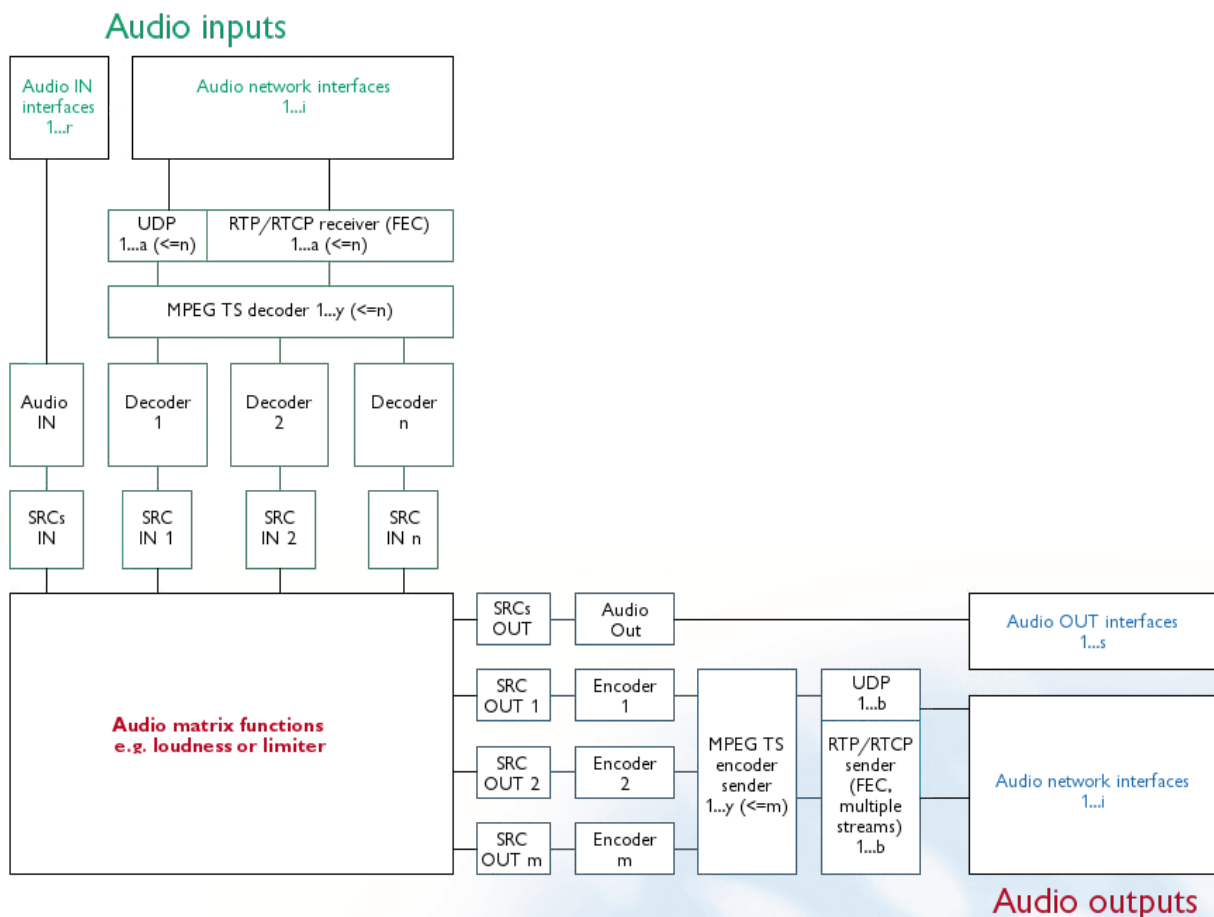 Audio inputs
Audio IN
interfaces
1...r
Audio network interfaces
1...i
UDP
1...a (<=n)
RTP/RTCP receiver (FEC)
1...a (<=n)
MPEG TS decoder 1...y (<=n)
Audio
IN
Decoder
1
Decoder
2
Decoder
n
SRCs
IN
SRC
IN 1
SRC
IN 2
SRC
IN n
Audio matrix functions
e.g. loudness or limiter
SRCs
OUT
Audio
Out
Audio OUT interfaces
1...s
SRC
OUT 1
Encoder
1
SRC
OUT 2
Encoder
2
SRC
OUT m
Encoder
m
MPEG TS
encoder
sender
1...y (<=m)
UDP
1...b
RTP/RTCP
sender
(FEC,
multiple
streams)
1...b
Audio network interfaces
1...i
Audio outputs